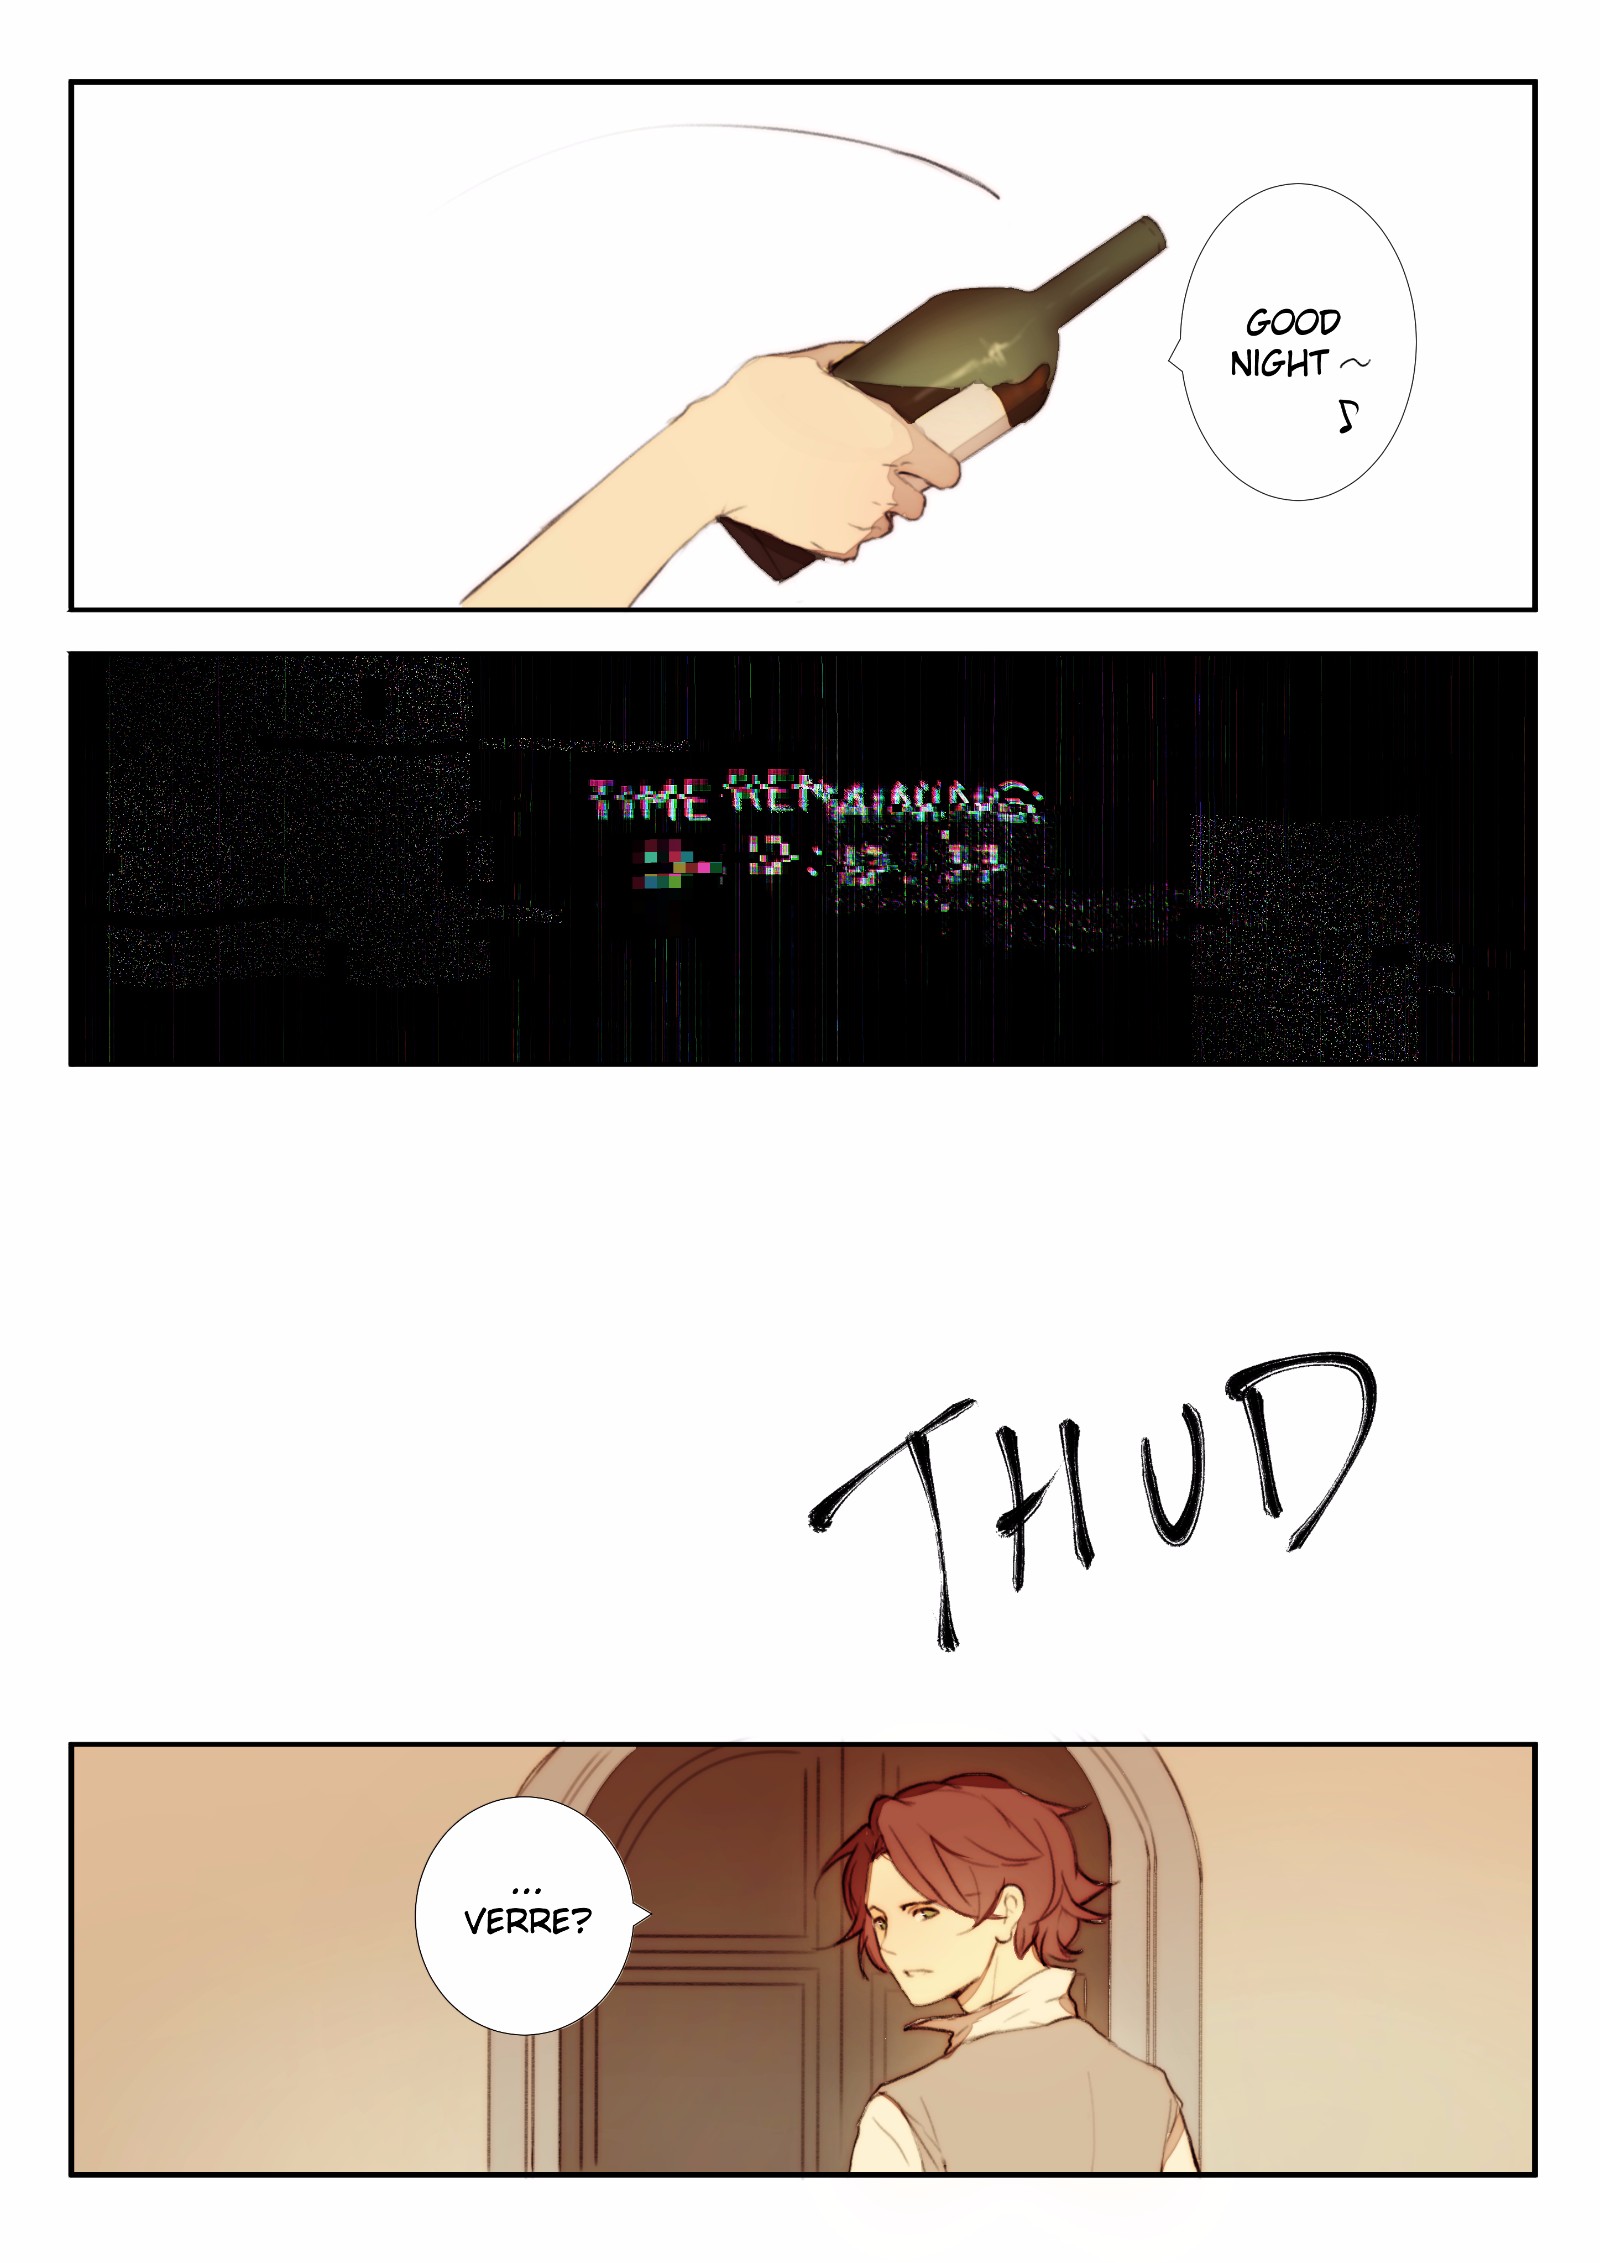 GOOD
NIGHT ~
♪
TIME REMAINING:
THUD
...
VERRE?